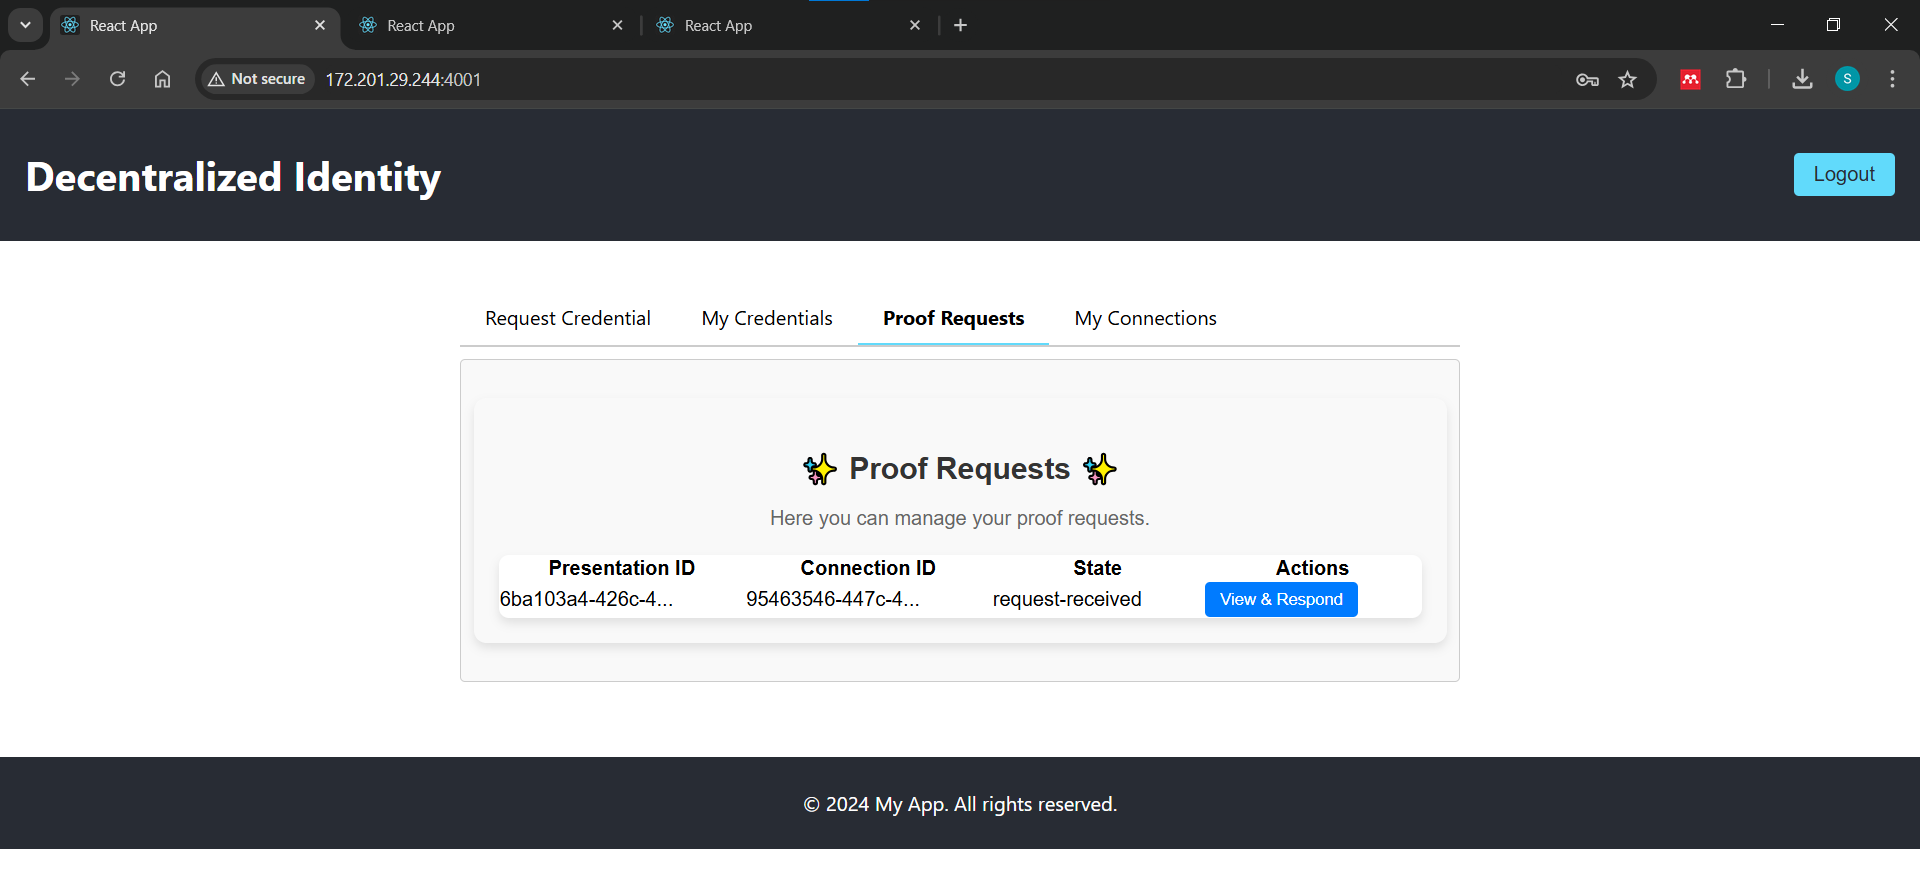 React App
React App
React App
Not secure
172.201.29.244:4001
S
Decentralized Identity
Logout
Request Credential
My Credentials
Proof Requests
My Connections
✨ Proof Requests ✨
Here you can manage your proof requests.
Presentation ID Connection ID State Actions
6ba103a4-426c-4... 95463546-447c-4... request-received View & Respond
© 2024 My App. All rights reserved.